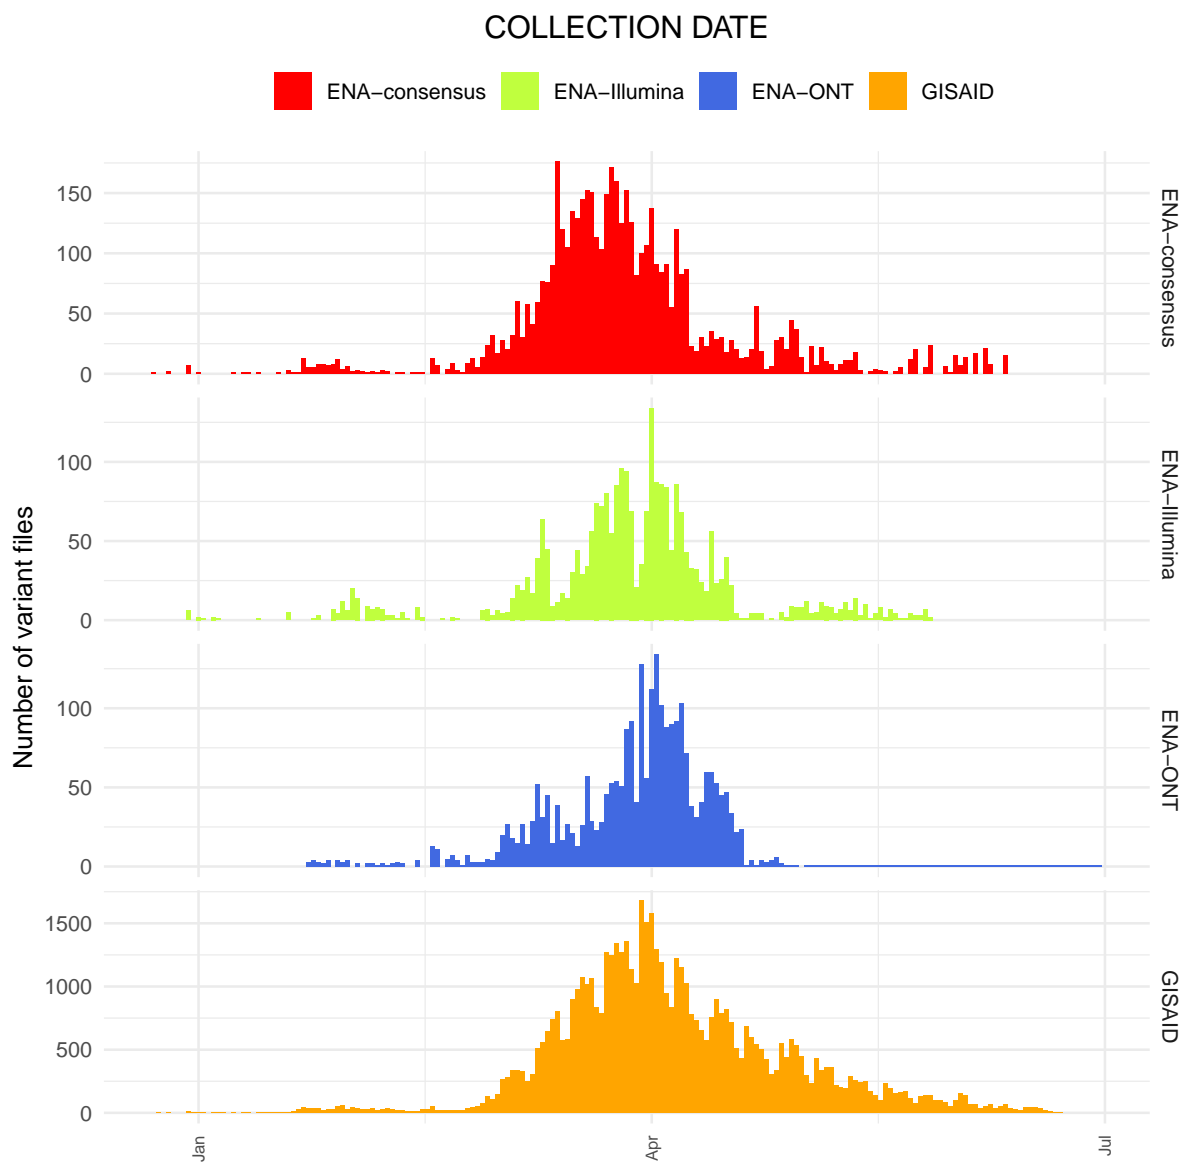 COLLECTION DATE
ENA−consensus ENA−Illumina ENA−ONT GISAID
Number of variant files
150
100
50
0
ENA−consensus
100
50
0
ENA−Illumina
100
50
0
ENA−ONT
1500
1000
500
0
GISAID
Jan Apr Jul